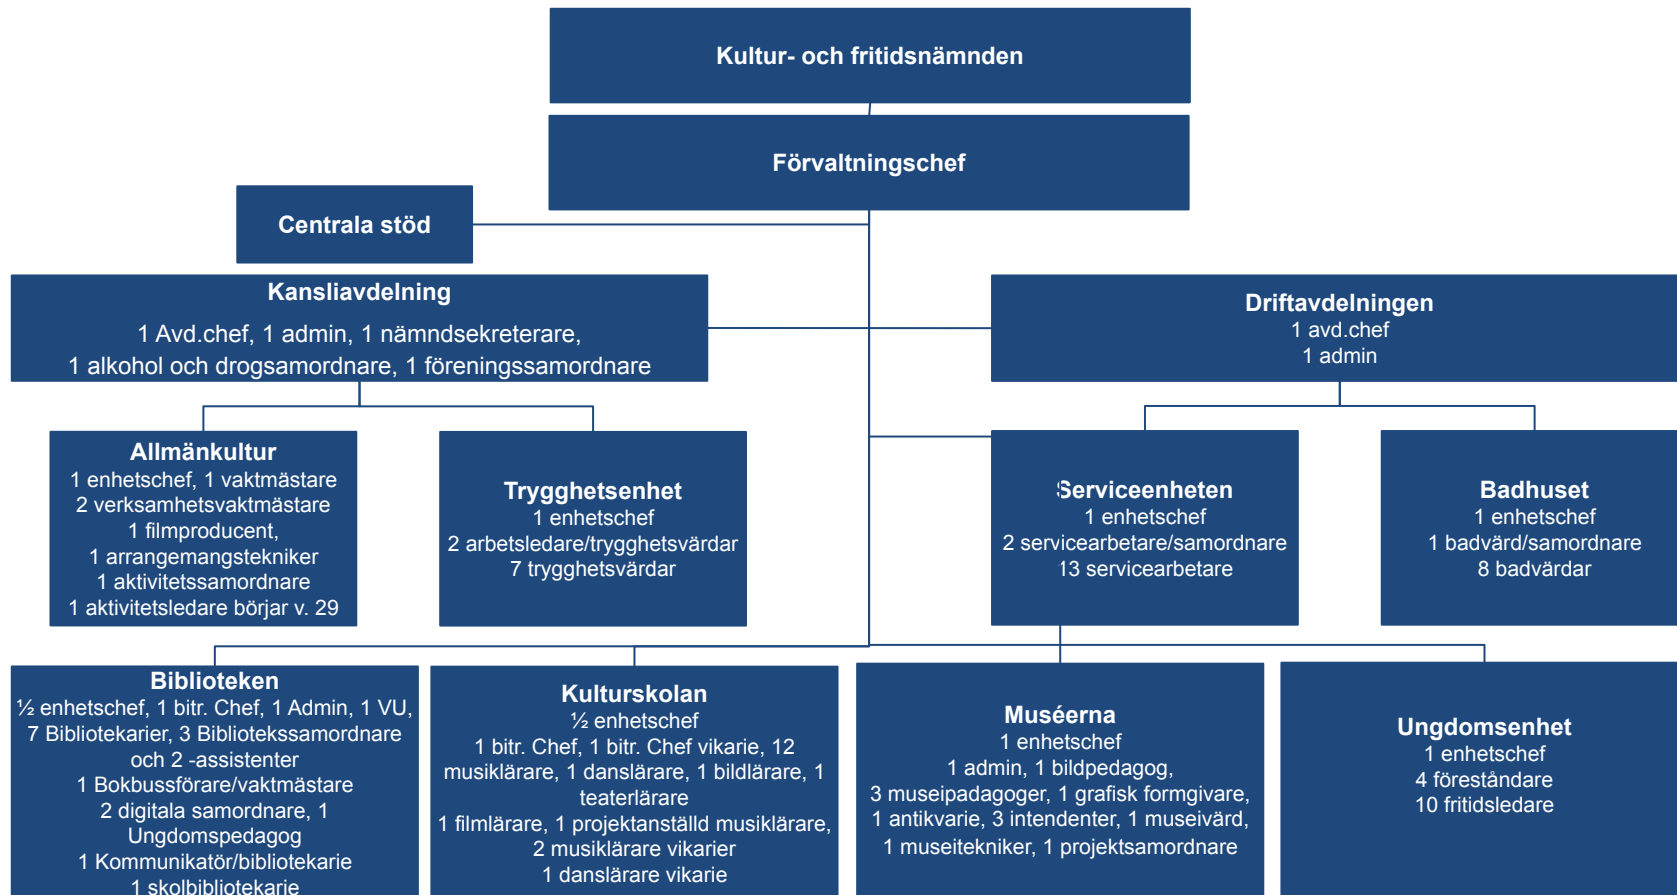 Kultur- och fritidsnämnden
Förvaltningschef
Centrala stöd
Kansliavdelning
1 Avd.chef, 1 admin, 1 nämndsekreterare,
1 alkohol och drogsamordnare, 1 föreningssamordnare
Driftavdelningen
1 avd.chef
1 admin
Allmänkultur
1 enhetschef, 1 vaktmästare
2 verksamhetsvaktmästare
1 filmproducent,
1 arrangemangstekniker
1 aktivitetssamordnare
1 aktivitetsledare börjar v. 29
Trygghetsenhet
1 enhetschef
2 arbetsledare/trygghetsvärdar
7 trygghetsvärdar
Serviceenheten
1 enhetschef
2 servicearbetare/samordnare
13 servicearbetare
Badhuset
1 enhetschef
1 badvärd/samordnare
8 badvärdar
Biblioteken
½ enhetschef, 1 bitr. Chef, 1 Admin, 1 VU,
7 Bibliotekarier, 3 Bibliotekssamordnare
och 2 -assistenter
1 Bokbussförare/vaktmästare
2 digitala samordnare, 1
Ungdomspedagog
1 Kommunikatör/bibliotekarie
1 skolbibliotekarie
Kulturskolan
½ enhetschef
1 bitr. Chef, 1 bitr. Chef vikarie, 12
musiklärare, 1 danslärare, 1 bildlärare, 1
teaterlärare
1 filmlärare, 1 projektanställd musiklärare,
2 musiklärare vikarier
1 danslärare vikarie
Muséerna
1 enhetschef
1 admin, 1 bildpedagog,
3 museipadagoger, 1 grafisk formgivare,
1 antikvarie, 3 intendenter, 1 museivärd,
1 museitekniker, 1 projektsamordnare
Ungdomsenhet
1 enhetschef
4 föreståndare
10 fritidsledare